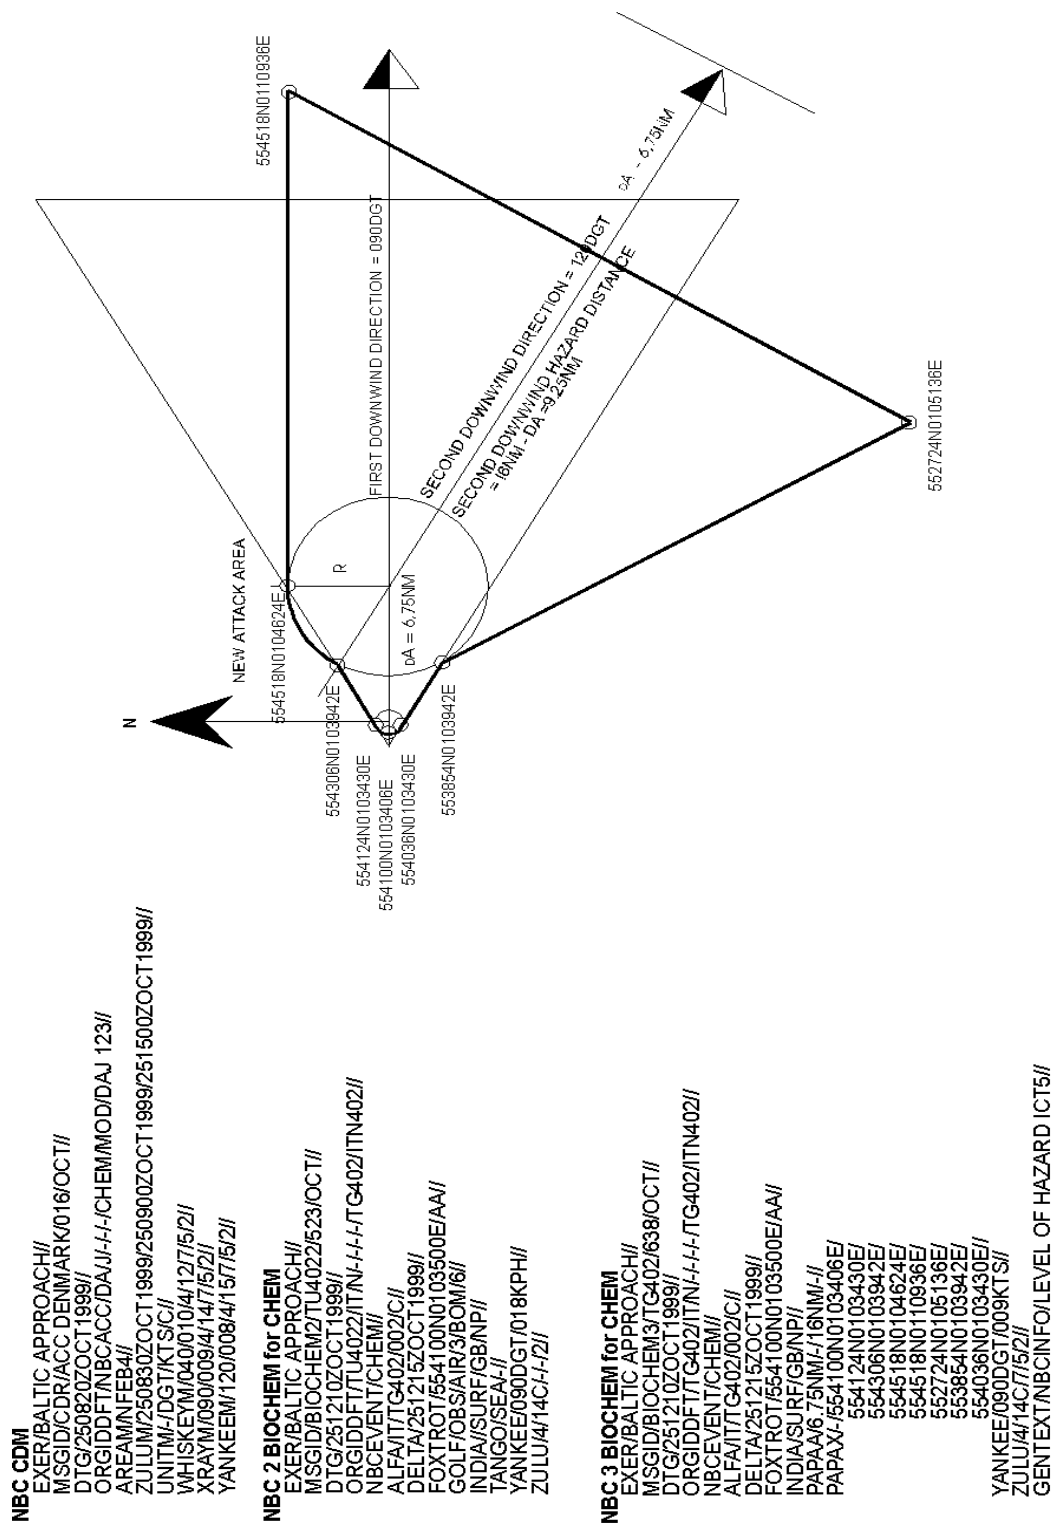 NBC CDM
EXER/BALTIC APPROACH//
MSGID/CDR/ACC DENMARK/016/OCT//
DTG/250820ZOCT1999//
ORGIDDFT/NBCACC/DA/J/-/-/CHEM/MOD/DAJ 123//
AREAM/NFEB4//
ZULUM/250830ZOCT1999/250900ZOCT1999/251500ZOCT1999//
UNITM/-/DGT/KTS/C//
WHISKEYM/040/010/4/12/7/5/2//
XRAYM/090/009/4/14/7/5/2//
YANKEEM/120/008/4/15/7/5/2//
NBC 2 BIOCHEM for CHEM
EXER/BALTIC APPROACH//
MSGID/BIOCHEM2/TU4022/523/OCT//
DTG/251210ZOCT1999//
ORGIDDFT/TU4022/IT/N/-/-/-/TG402/ITN402//
NBCEVENT/CHEM//
ALFA/IT/TG402/002/C//
DELTA/251215ZOCT1999//
FOXTROT/554100N0103500E/AA//
GOLF/OBS/AIR/3/BOM/6//
INDIA//SURF/GB/NP//
TANGO/SEA/-//
YANKEE/090DGT/018KPH//
ZULU/4/14C/-/-/2//
NBC 3 BIOCHEM for CHEM
EXER/BALTIC APPROACH//
MSGID/BIOCHEM3/TG402/638/OCT//
DTG/251210ZOCT1999//
ORGIDDFT/TG402/IT/N/-/-/-/TG402/ITN402//
NBCEVENT/CHEM//
ALFA/IT/TG402/002/C//
DELTA/251215ZOCT1999//
FOXTROT/554100N0103500E/AA//
INDIA/SURF/GB/NP//
PAPAA/6.75NM/-/16NM/-//
PAPAX/-/554100N0103406E/
554124N0103430E/
554306N0103942E/
554518N0104624E/
554518N0110936E/
552724N0105136E/
553854N0103942E/
554036N0103430E//
YANKEE/090DGT/009KTS//
ZULU/4/14C/7/5/2//
GENTEXT/NBCINFO/LEVEL OF HAZARD ICT5//
N
NEW ATTACK AREA
554518N0104624E
554518N0110936E
554306N0103942E
554124N0103430E
554100N0103406E
554036N0103430E
553854N0103942E
552724N0105136E
R
DA = 6,75NM
FIRST DOWNWIND DIRECTION = 090DGT
SECOND DOWNWIND DIRECTION = 120DGT
SECOND DOWNWIND HAZARD DISTANCE
= 16NM - DA =9.25NM
DA - 6,75NM